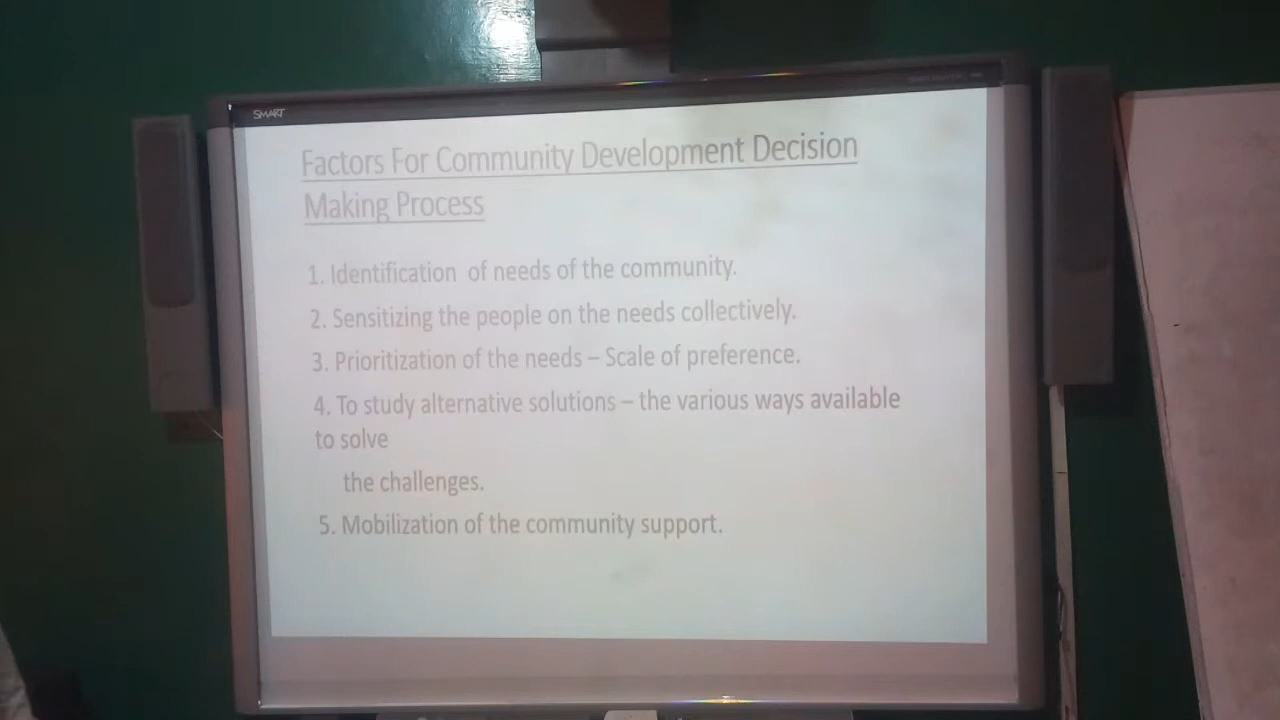 SMART
Factors For Community Development Decision
Making Process
1. Identification of needs of the community.
2. Sensitizing the people on the needs collectively.
3. Prioritization of the needs – Scale of preference.
4. To study alternative solutions – the various ways available
to solve
the challenges.
5. Mobilization of the community support.